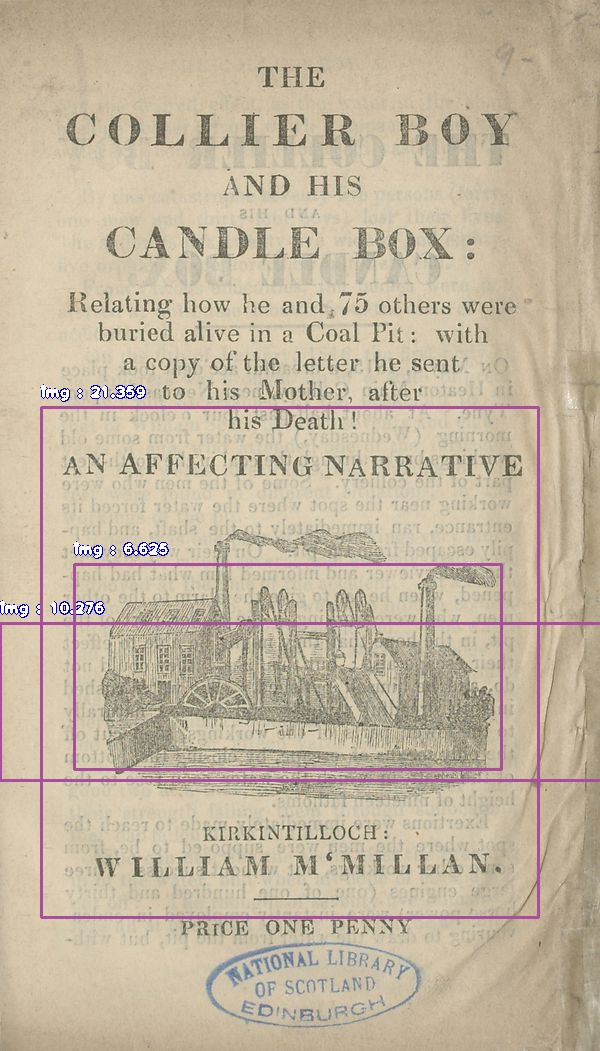 9-
THE
COLLIER BOY
AND HIS
CANDLE BOX:
Relating how he and 75 others were
buried alive in a Coal Pit: with
a copy of the letter he sent
img : 21.359
to his Mother, after
his Death!
AN AFFECTING NARRATIVE
img : 6.625
img : 10.276
KIRKINTILLOCH:
WILLIAM M‘MILLAN.
PRICE ONE PENNY
NATIONAL LIBRARY
OF SCOTLAND
EDINBURGH